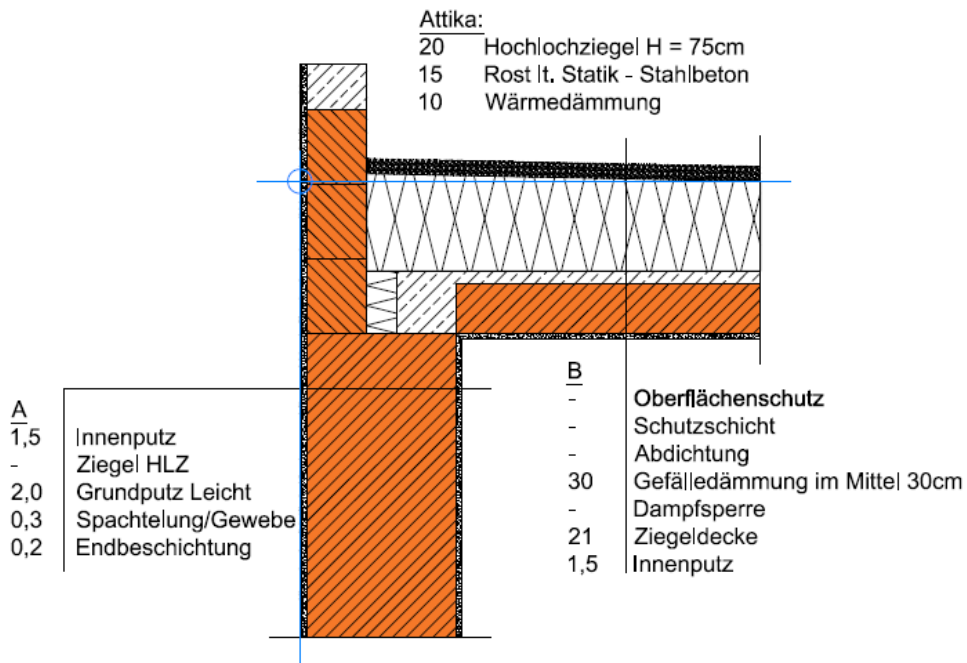 Attika:
20 Hochlochziegel H = 75cm
15 Rost lt. Statik - Stahlbeton
10 Wärmedämmung
A
1,5 Innenputz
- Ziegel HLZ
2,0 Grundputz Leicht
0,3 Spachtelung/Gewebe
0,2 Endbeschichtung
B
- Oberflächenschutz
- Schutzschicht
- Abdichtung
30 Gefälledämmung im Mittel 30cm
- Dampfsperre
21 Ziegeldecke
1,5 Innenputz